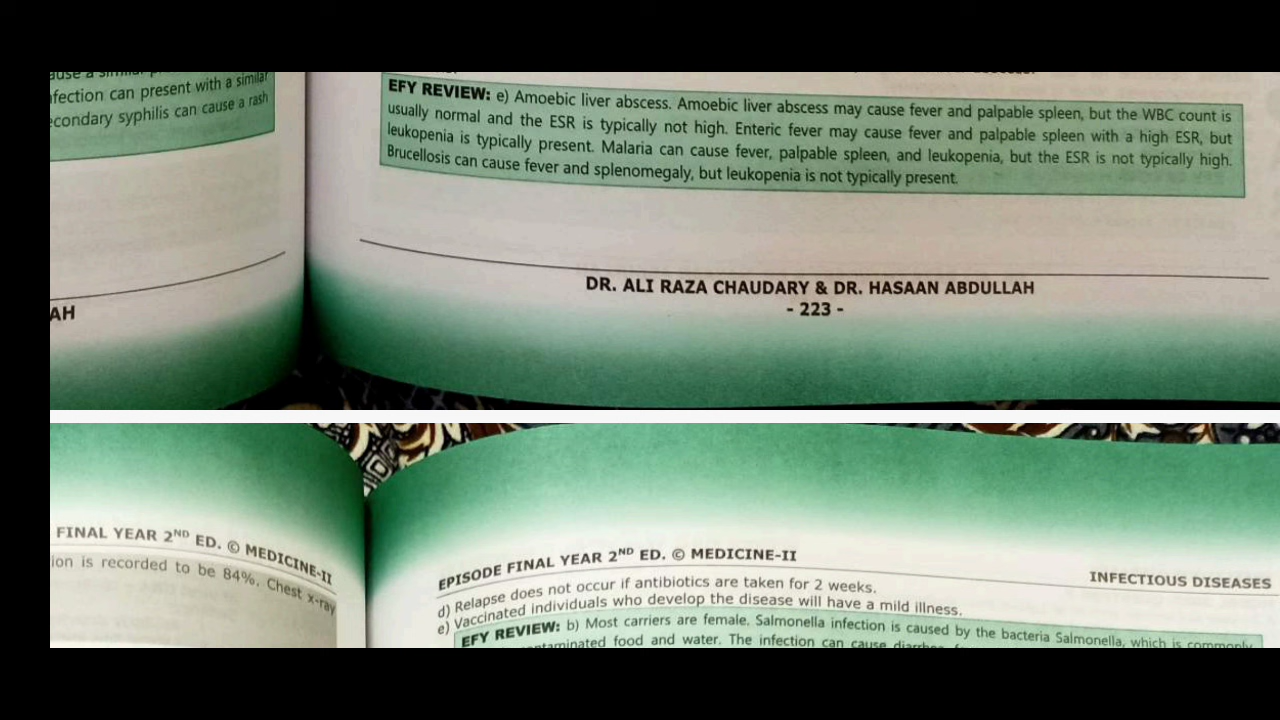 fection can present with a similar
econdary syphilis can cause a rash
AH
EFY REVIEW: e) Amoebic liver abscess. Amoebic liver abscess may cause fever and palpable spleen, but the WBC count is
usually normal and the ESR is typically not high. Enteric fever may cause fever and palpable spleen with a high ESR, but
leukopenia is typically present. Malaria can cause fever, palpable spleen, and leukopenia, but the ESR is not typically high.
Brucellosis can cause fever and splenomegaly, but leukopenia is not typically present.
DR. ALI RAZA CHAUDARY & DR. HASAAN ABDULLAH
- 223 -
FINAL YEAR 2ND ED. © MEDICINE-II
ion is recorded to be 84%. Chest x-ray
EPISODE FINAL YEAR 2ND ED. © MEDICINE-II
INFECTIOUS DISEASES
d) Relapse does not occur if antibiotics are taken for 2 weeks.
e) Vaccinated individuals who develop the disease will have a mild illness.
EFY REVIEW: b) Most carriers are female. Salmonella infection is caused by the bacteria Salmonella, which is commonly
food and water. The infection can cause